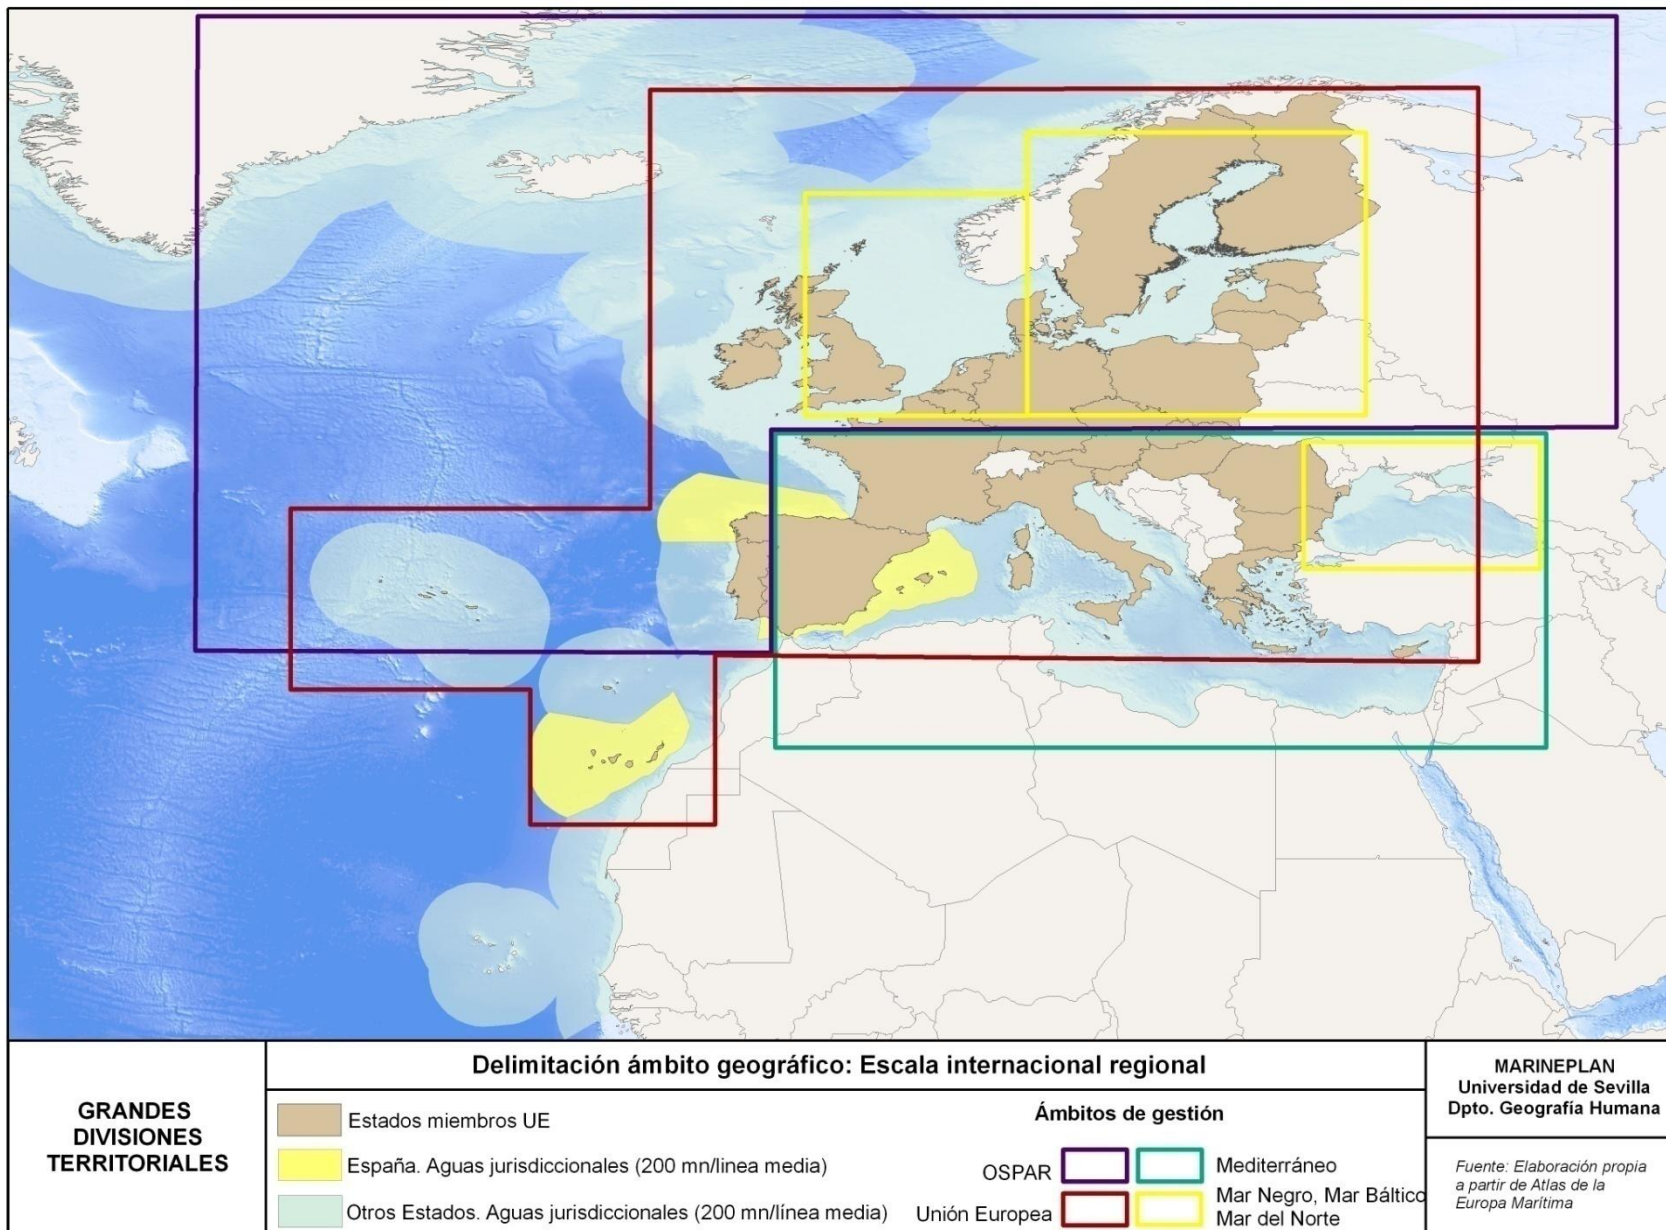 GRANDES
DIVISIONES
TERRITORIALES
Delimitación ámbito geográfico: Escala internacional regional
Estados miembros UE
España. Aguas jurisdiccionales (200 mn/linea media)
Otros Estados. Aguas jurisdiccionales (200 mn/línea media)
Ámbitos de gestión
OSPAR
Mediterráneo
Unión Europea
Mar Negro, Mar Báltico
Mar del Norte
MARINEPLAN
Universidad de Sevilla
Dpto. Geografía Humana
Fuente: Elaboración propia
a partir de Atlas de la
Europa Marítima